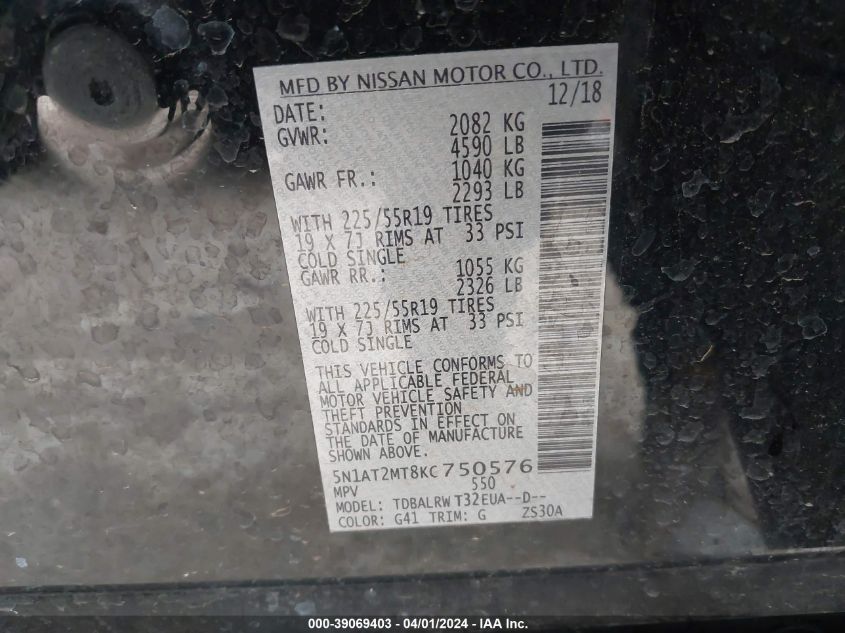 MFD BY NISSAN MOTOR CO., LTD.
DATE: 12/18
GVWR: 2082 KG
4590 LB
GAWR FR.: 1040 KG
2293 LB
WITH 225/55R19 TIRES
19 X 7J RIMS AT 33 PSI
COLD SINGLE
GAWR RR.: 1055 KG
2326 LB
WITH 225/55R19 TIRES
19 X 7J RIMS AT 33 PSI
COLD SINGLE
THIS VEHICLE CONFORMS TO
ALL APPLICABLE FEDERAL
MOTOR VEHICLE SAFETY AND
THEFT PREVENTION
STANDARDS IN EFFECT ON
THE DATE OF MANUFACTURE
SHOWN ABOVE.
5N1AT2MT8KC750576
MPV 550
MODEL: TDBALRW T32EUA--D--
COLOR: G41 TRIM: G ZS30A
000-39069403 - 04/01/2024 - IAA Inc.